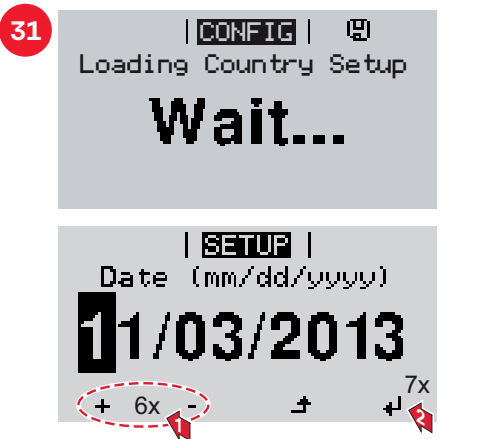 31
| CONFIG |
Loading Country Setup
Wait...
| SETUP |
Date (mm/dd/yyyy)
11/03/2013
+ 6x -
7x
1
2